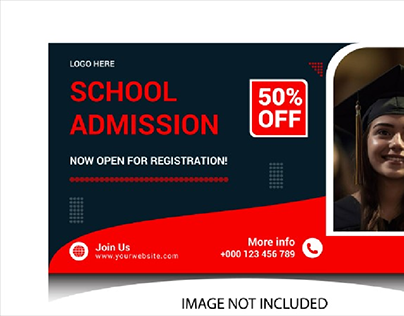 LOGO HERE
SCHOOL
ADMISSION
50%
OFF
NOW OPEN FOR REGISTRATION!
Join Us
www.yourwebsite.com
More info
+000 123 456 789
IMAGE NOT INCLUDED